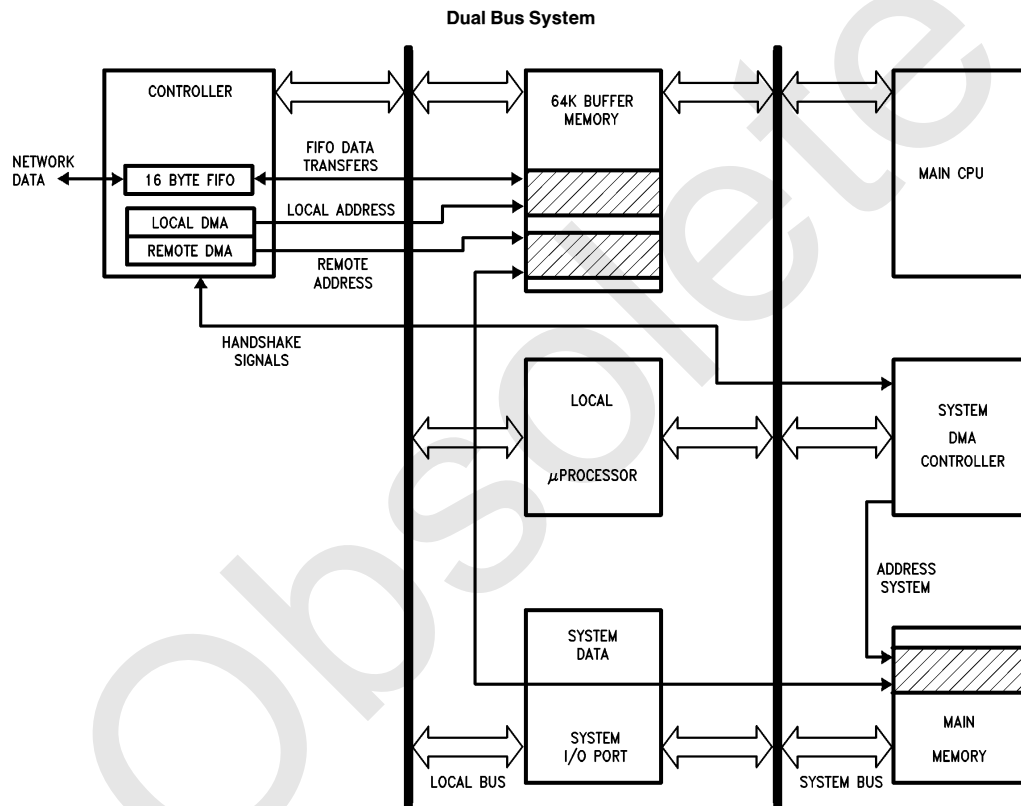 Dual Bus System
CONTROLLER
NETWORK
DATA
16 BYTE FIFO
LOCAL DMA
REMOTE DMA
FIFO DATA
TRANSFERS
LOCAL ADDRESS
REMOTE
ADDRESS
HANDSHAKE
SIGNALS
64K BUFFER
MEMORY
MAIN CPU
LOCAL
μPROCESSOR
SYSTEM
DMA
CONTROLLER
ADDRESS
SYSTEM
SYSTEM
DATA
SYSTEM
I/O PORT
MAIN
MEMORY
LOCAL BUS
SYSTEM BUS
Obsolete